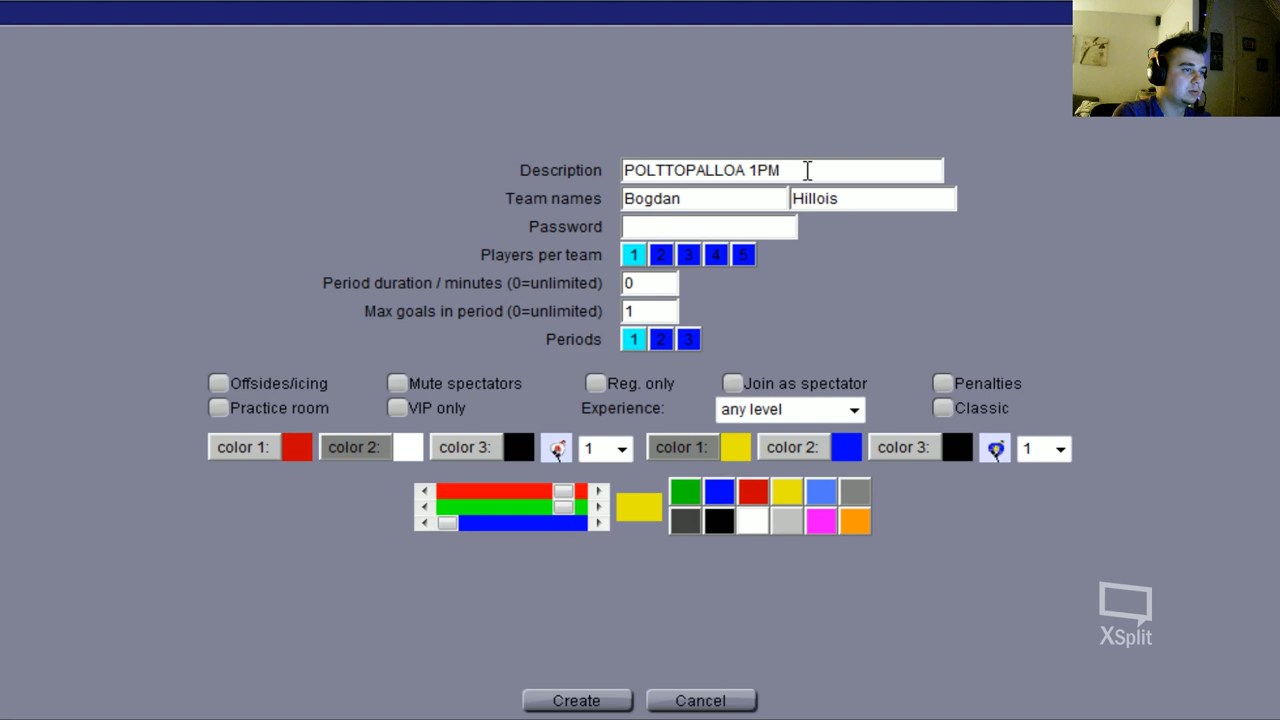 Description POLTTOPALLOA 1PM
Team names Bogdan Hillois
Password
Players per team 1 2 3 4 5
Period duration / minutes (0=unlimited) 0
Max goals in period (0=unlimited) 1
Periods 1 2 3
Offsides/icing Mute spectators Reg. only Join as spectator Penalties
Practice room VIP only Experience: any level Classic
color 1: color 2: color 3: 1 color 1: color 2: color 3: 1
XSplit
Create Cancel